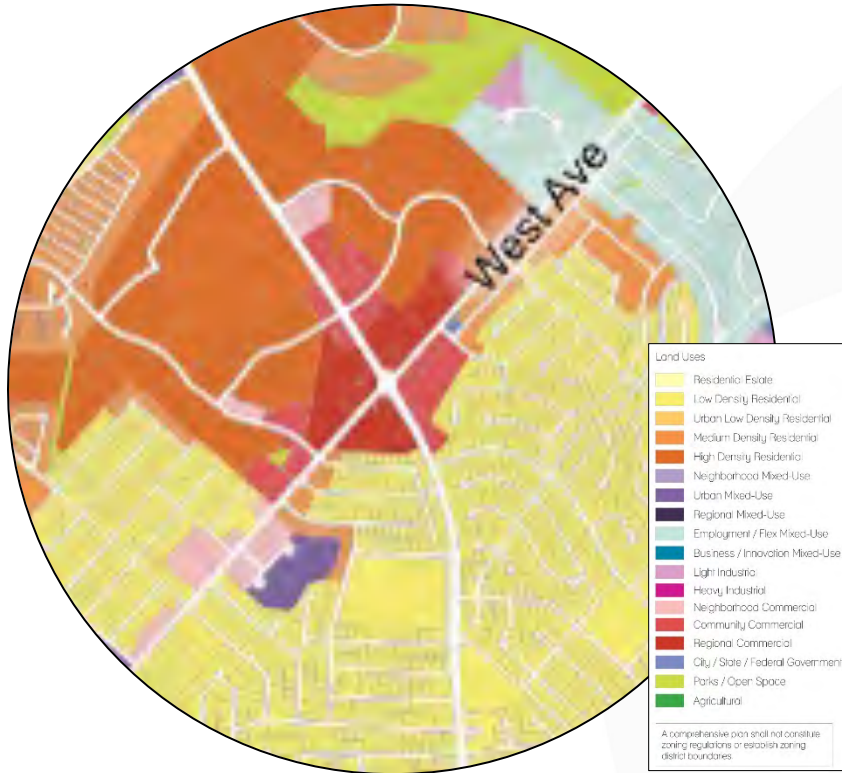 West Ave
Land Uses
Residential Estate
Low Density Residential
Urban Low Density Residential
Medium Density Residential
High Density Residential
Neighborhood Mixed-Use
Urban Mixed-Use
Regional Mixed-Use
Employment / Flex Mixed-Use
Business / Innovation Mixed-Use
Light Industrial
Heavy Industrial
Neighborhood Commercial
Community Commercial
Regional Commercial
City / State / Federal Government
Parks / Open Space
Agricultural
A comprehensive plan shall not constitute
zoning regulations or establish zoning
district boundaries.